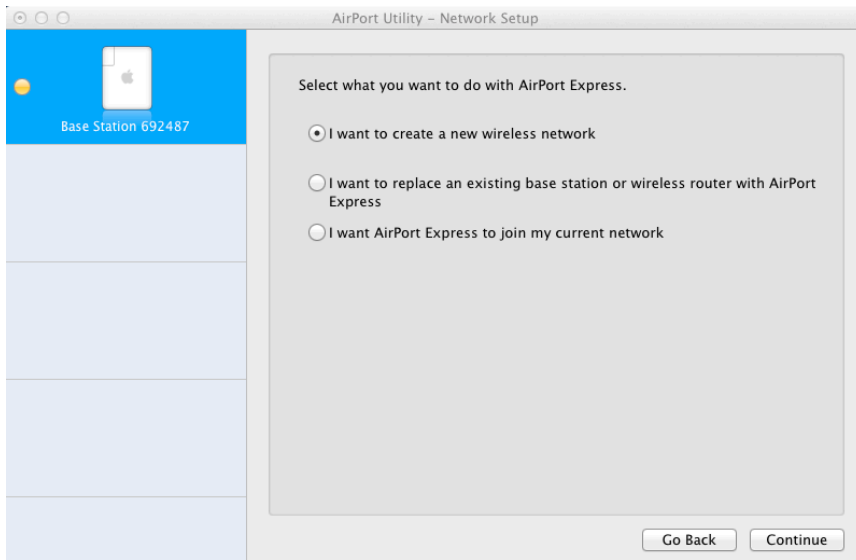 AirPort Utility – Network Setup
Base Station 692487
Select what you want to do with AirPort Express.
I want to create a new wireless network
I want to replace an existing base station or wireless router with AirPort
Express
I want AirPort Express to join my current network
Go Back
Continue